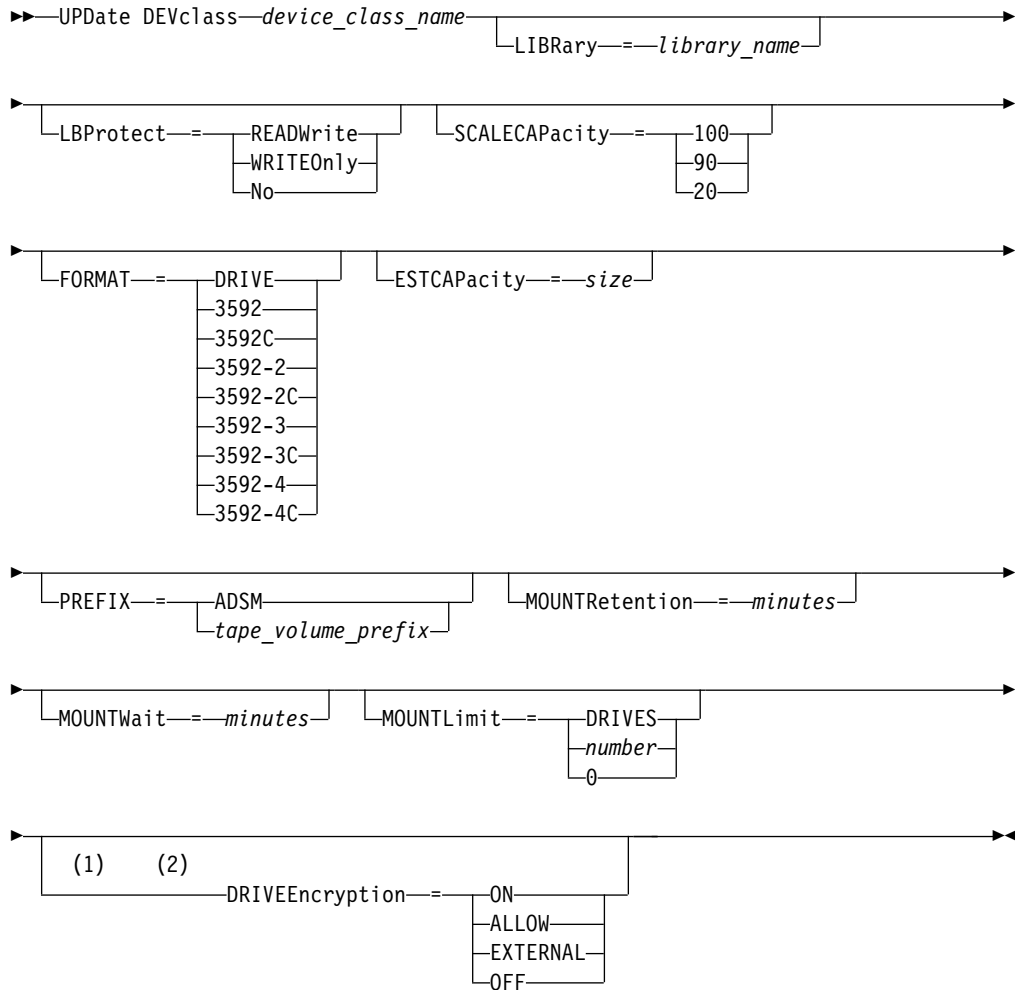 UPDate DEVclass device_class_name
LIBRary = library_name
LBProtect = READWrite
WRITEOnly
No
SCALECAPacity = 100
90
20
FORMAT = DRIVE
3592
3592C
3592-2
3592-2C
3592-3
3592-3C
3592-4
3592-4C
ESTCAPacity = size
PREFIX = ADSM
tape_volume_prefix
MOUNTRetention = minutes
MOUNTWait = minutes
MOUNTLimit = DRIVES
number
0
(1) (2)
DRIVEEncryption = ON
ALLOW
EXTERNAL
OFF